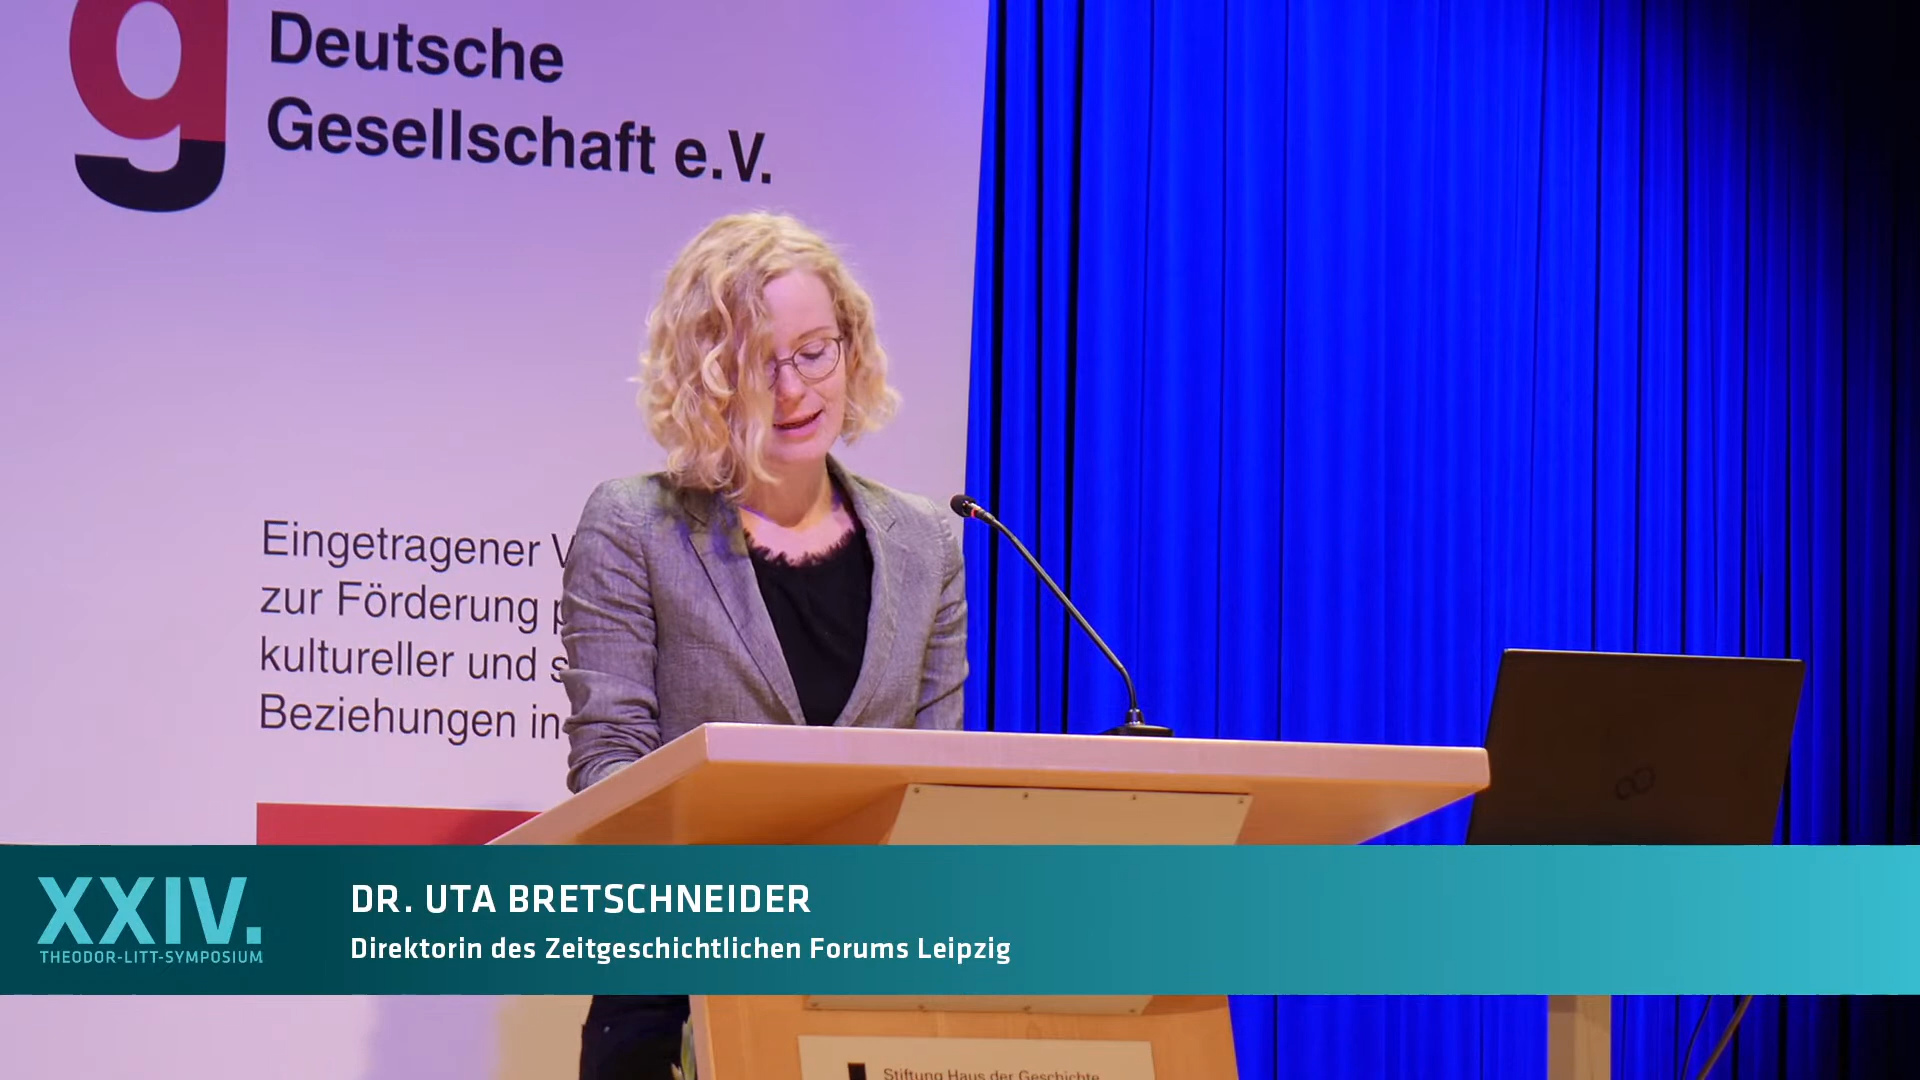 g
Deutsche
Gesellschaft e.V.
Eingetragener
zur Förderung
kultureller und
Beziehungen in
XXIV.
THEODOR-LITT-SYMPOSIUM
DR. UTA BRETSCHNEIDER
Direktorin des Zeitgeschichtlichen Forums Leipzig
Stiftung Haus der Geschichte